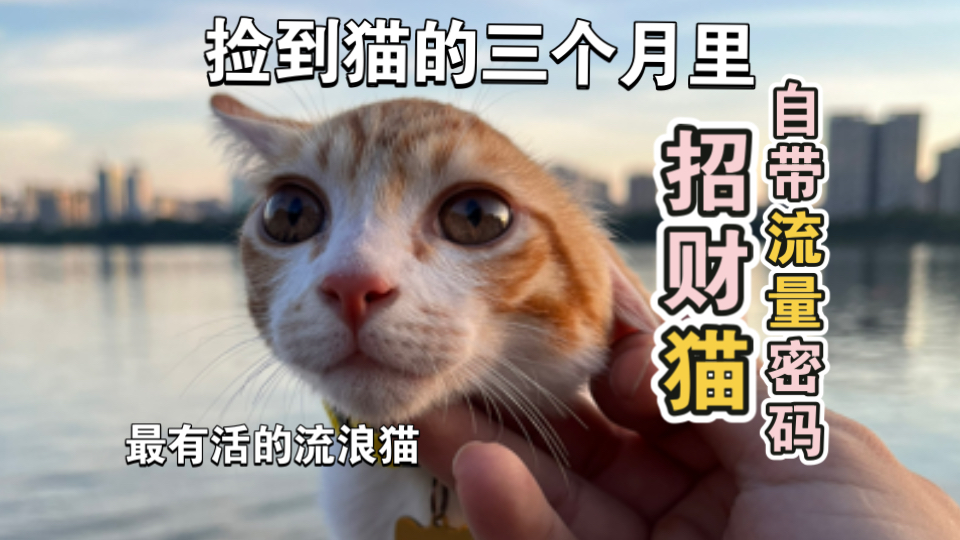 捡到猫的三个月里
自带流量密码
招财猫
最有活的流浪猫